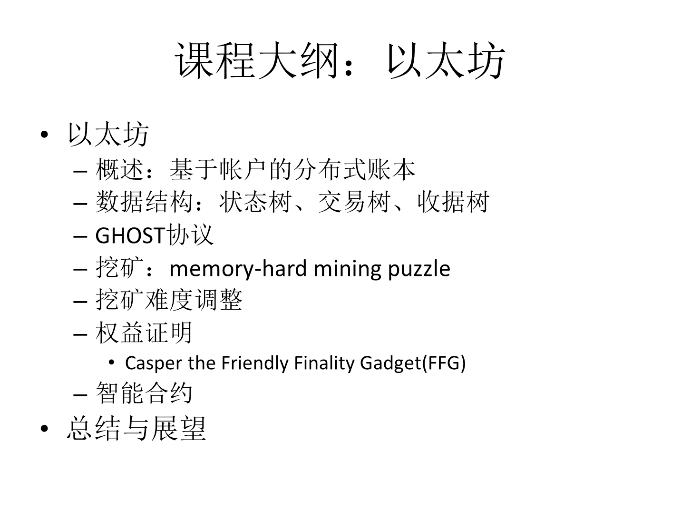 课程大纲：以太坊
• 以太坊
– 概述：基于帐户的分布式账本
– 数据结构：状态树、交易树、收据树
– GHOST协议
– 挖矿：memory-hard mining puzzle
– 挖矿难度调整
– 权益证明
• Casper the Friendly Finality Gadget(FFG)
– 智能合约
• 总结与展望